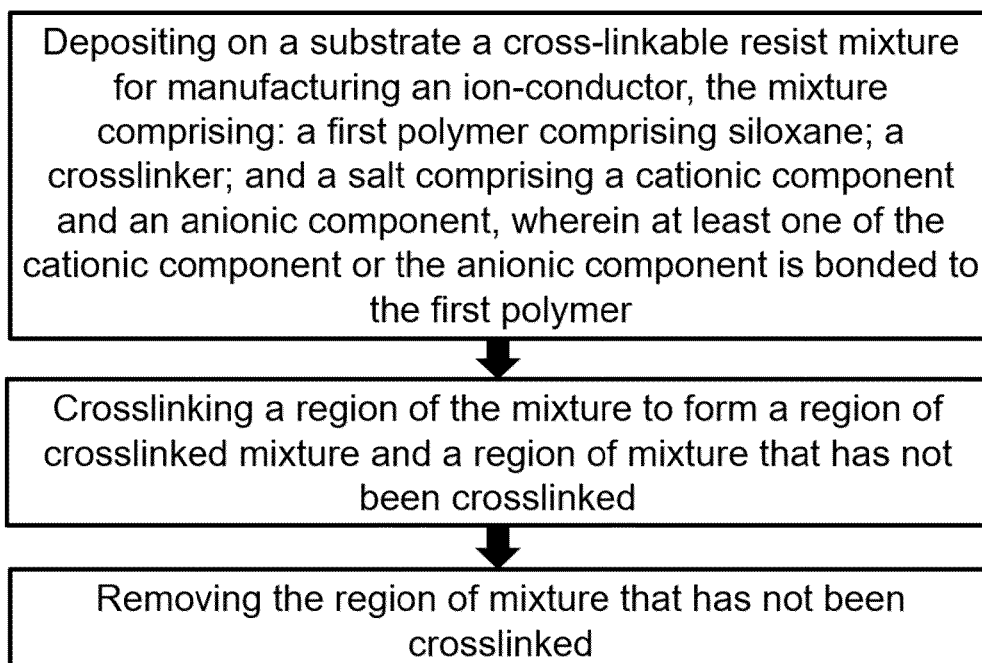 Depositing on a substrate a cross-linkable resist mixture
for manufacturing an ion-conductor, the mixture
comprising: a first polymer comprising siloxane; a
crosslinker; and a salt comprising a cationic component
and an anionic component, wherein at least one of the
cationic component or the anionic component is bonded to
the first polymer
Crosslinking a region of the mixture to form a region of
crosslinked mixture and a region of mixture that has not
been crosslinked
Removing the region of mixture that has not been
crosslinked